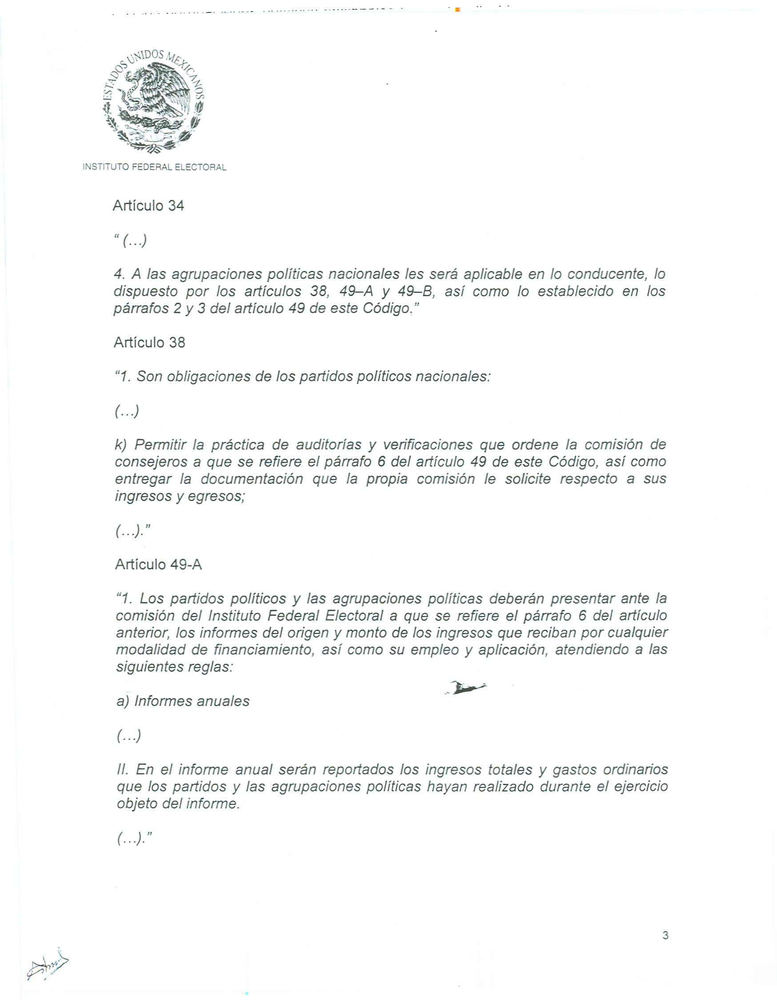 ESTADOS UNIDOS MEXICANOS
INSTITUTO FEDERAL ELECTORAL
Artículo 34
“ (...)
4. A las agrupaciones políticas nacionales les será aplicable en lo conducente, lo
dispuesto por los artículos 38, 49–A y 49–B, así como lo establecido en los
párrafos 2 y 3 del artículo 49 de este Código.”
Artículo 38
“1. Son obligaciones de los partidos políticos nacionales:
(...)
k) Permitir la práctica de auditorías y verificaciones que ordene la comisión de
consejeros a que se refiere el párrafo 6 del artículo 49 de este Código, así como
entregar la documentación que la propia comisión le solicite respecto a sus
ingresos y egresos;
(...).”
Artículo 49-A
“1. Los partidos políticos y las agrupaciones políticas deberán presentar ante la
comisión del Instituto Federal Electoral a que se refiere el párrafo 6 del artículo
anterior, los informes del origen y monto de los ingresos que reciban por cualquier
modalidad de financiamiento, así como su empleo y aplicación, atendiendo a las
siguientes reglas:
a) Informes anuales
(...)
II. En el informe anual serán reportados los ingresos totales y gastos ordinarios
que los partidos y las agrupaciones políticas hayan realizado durante el ejercicio
objeto del informe.
(...).”
3